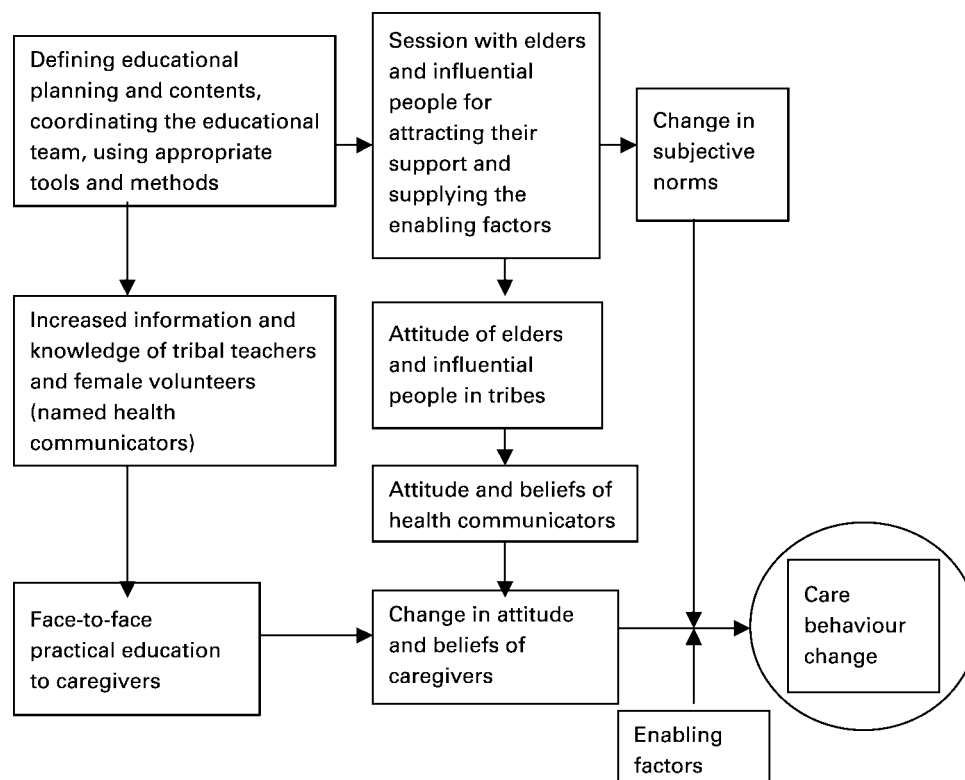 Defining educational
planning and contents,
coordinating the educational
team, using appropriate
tools and methods
Session with elders
and influential
people for
attracting their
support and
supplying the
enabling factors
Change in
subjective
norms
Increased information and
knowledge of tribal teachers
and female volunteers
(named health
communicators)
Attitude of elders
and influential
people in tribes
Attitude and beliefs of
health communicators
Face-to-face
practical education
to caregivers
Change in attitude
and beliefs of
caregivers
Care
behaviour
change
Enabling
factors